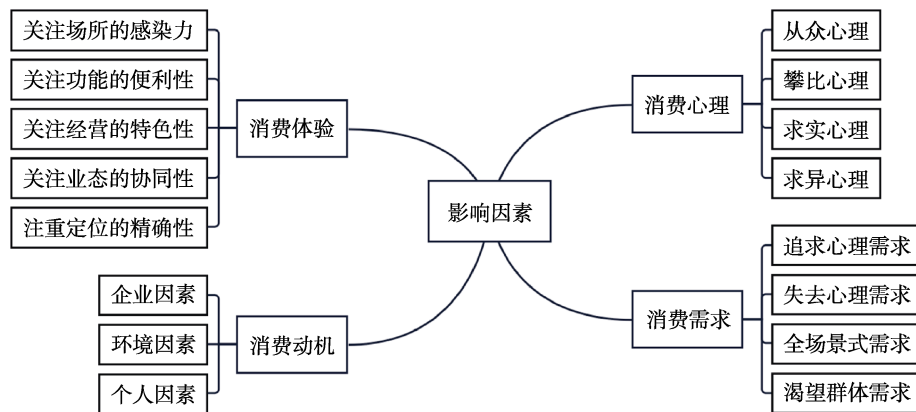 关注场所的感染力
关注功能的便利性
关注经营的特色性
关注业态的协同性
注重定位的精确性
消费体验
企业因素
环境因素
个人因素
消费动机
影响因素
消费心理
从众心理
攀比心理
求实心理
求异心理
消费需求
追求心理需求
失去心理需求
全场景式需求
渴望群体需求